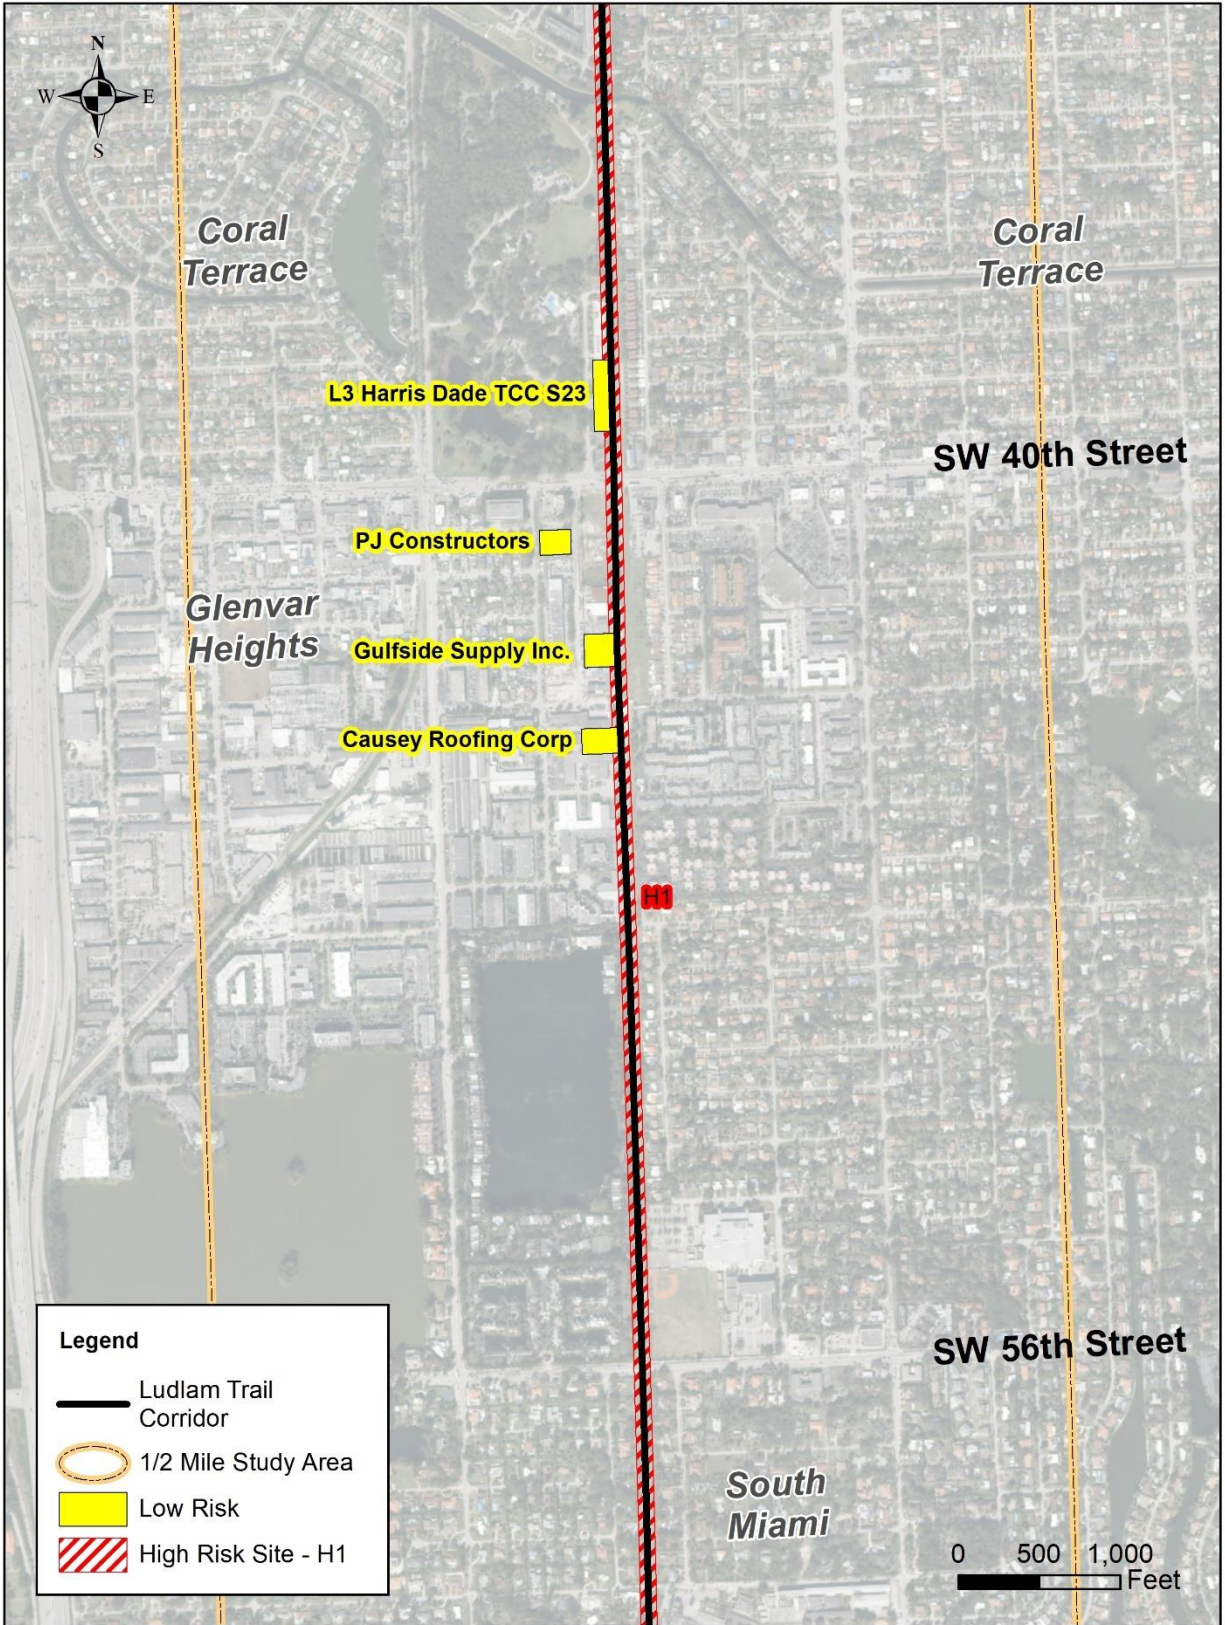 N
W E
S
Coral
Terrace
Coral
Terrace
L3 Harris Dade TCC S23
SW 40th Street
PJ Constructors
Glenvar
Heights
Gulfside Supply Inc.
Causey Roofing Corp
H1
SW 56th Street
Legend
Ludlam Trail
Corridor
1/2 Mile Study Area
Low Risk
High Risk Site - H1
South
Miami
0 500 1,000
Feet